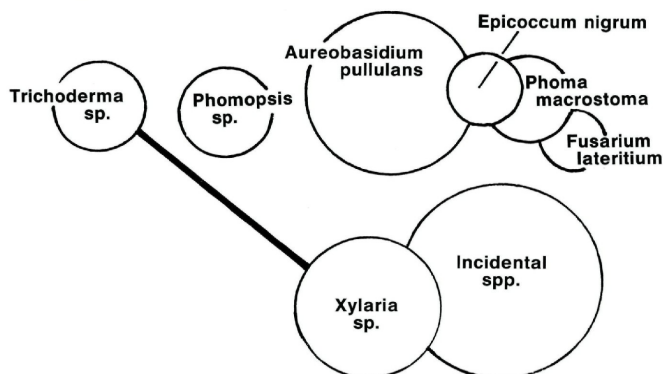 Epicoccum nigrum
Aureobasidium
pullulans
Trichoderma
sp.
Phomopsis
sp.
Phoma
macrostoma
Fusarium
lateritium
Incidental
spp.
Xylaria
sp.